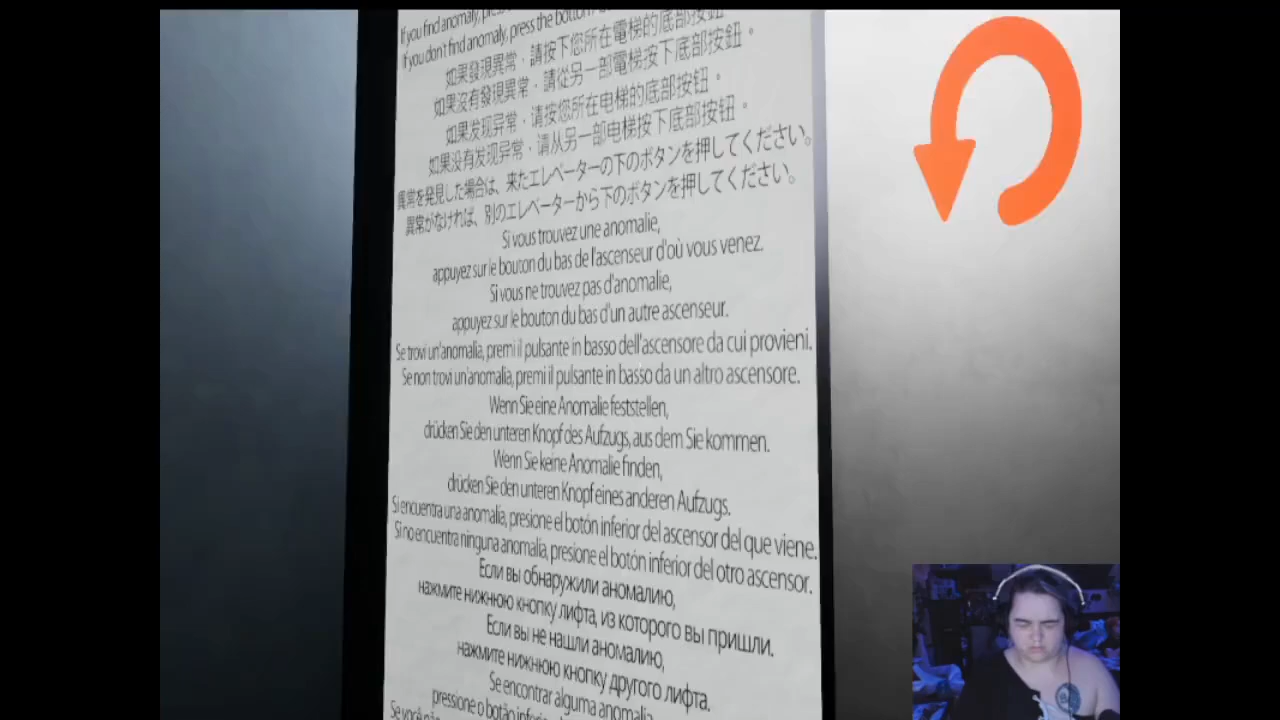 If you find anomaly, press
If you don't find anomaly, press the bottom
如果發現異常，請按下您所在電梯的底部按鈕
如果沒有發現異常，請從另一部電梯按下底部按鈕。
如果发现异常，请按您所在电梯的底部按钮。
如果没有发现异常，请从另一部电梯按下底部按钮。
異常を発見した場合は、来たエレベーターの下のボタンを押してください。
異常がなければ、別のエレベーターから下のボタンを押してください。
Si vous trouvez une anomalie,
appuyez sur le bouton du bas de l'ascenseur d'où vous venez.
Si vous ne trouvez pas d'anomalie,
appuyez sur le bouton du bas d'un autre ascenseur.
Se trovi un'anomalia, premi il pulsante in basso dell'ascensore da cui provieni.
Se non trovi un'anomalia, premi il pulsante in basso da un altro ascensore.
Wenn Sie eine Anomalie feststellen,
drücken Sie den unteren Knopf des Aufzugs, aus dem Sie kommen.
Wenn Sie keine Anomalie finden,
drücken Sie den unteren Knopf eines anderen Aufzugs.
Si encuentra una anomalía, presione el botón inferior del ascensor del que viene.
Si no encuentra ninguna anomalía, presione el botón inferior del otro ascensor.
Если вы обнаружили аномалию,
нажмите нижнюю кнопку лифта, из которого вы пришли.
Если вы не нашли аномалию,
нажмите нижнюю кнопку другого лифта.
Se encontrar alguma anomalia,
pressione o botão
Se você